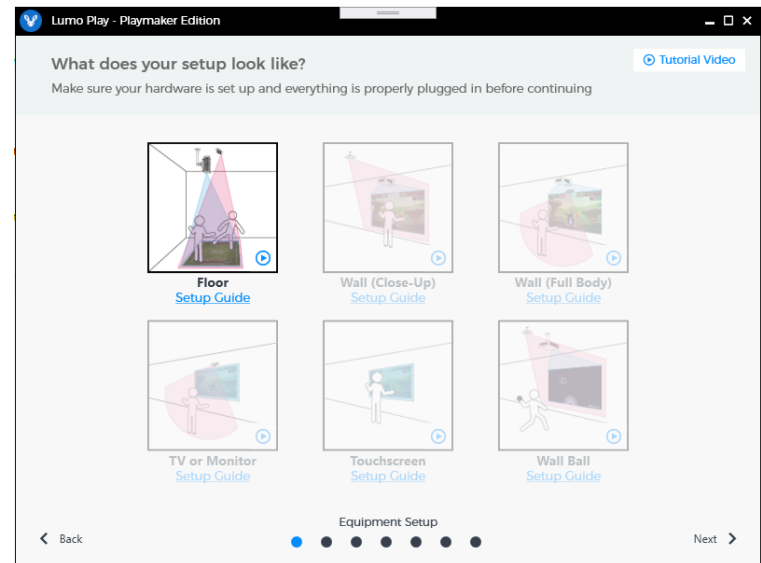 Lumo Play - Playmaker Edition
What does your setup look like?
Tutorial Video
Make sure your hardware is set up and everything is properly plugged in before continuing
Floor
Setup Guide
Wall (Close-Up)
Setup Guide
Wall (Full Body)
Setup Guide
TV or Monitor
Setup Guide
Touchscreen
Setup Guide
Wall Ball
Setup Guide
Equipment Setup
Back
Next